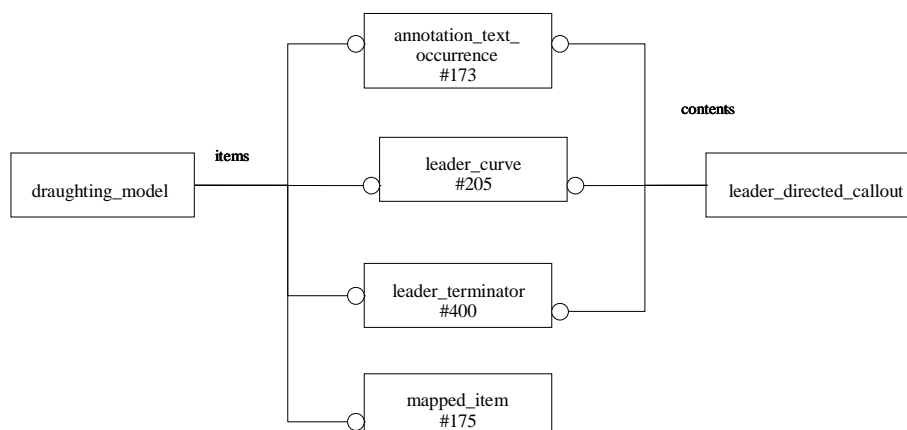 annotation_text_
occurrence
#173
contents
items
leader_curve
#205
draughting_model
leader_directed_callout
leader_terminator
#400
mapped_item
#175